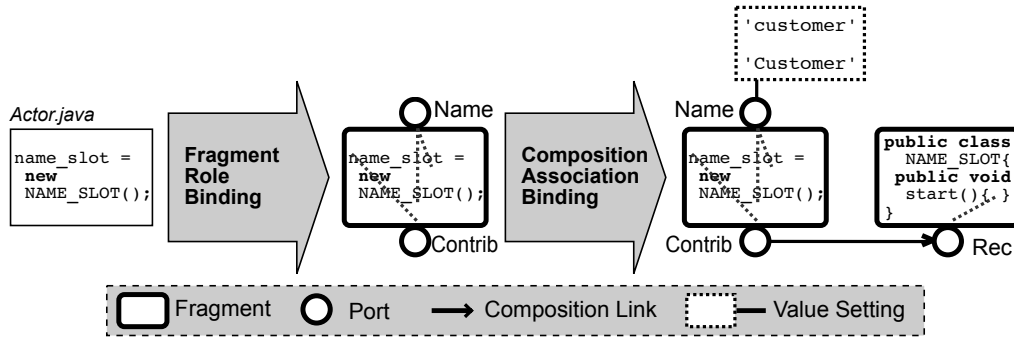 Actor.java
name_slot =
new
NAME_SLOT();
Fragment
Role
Binding
Name
name_slot =
new
NAME_SLOT();
Contrib
Composition
Association
Binding
'customer'
'Customer'
Name
name_slot =
new
NAME_SLOT();
Contrib
public class
NAME_SLOT{
public void
start(){ }
}
Rec
Fragment
Port
Composition Link
Value Setting